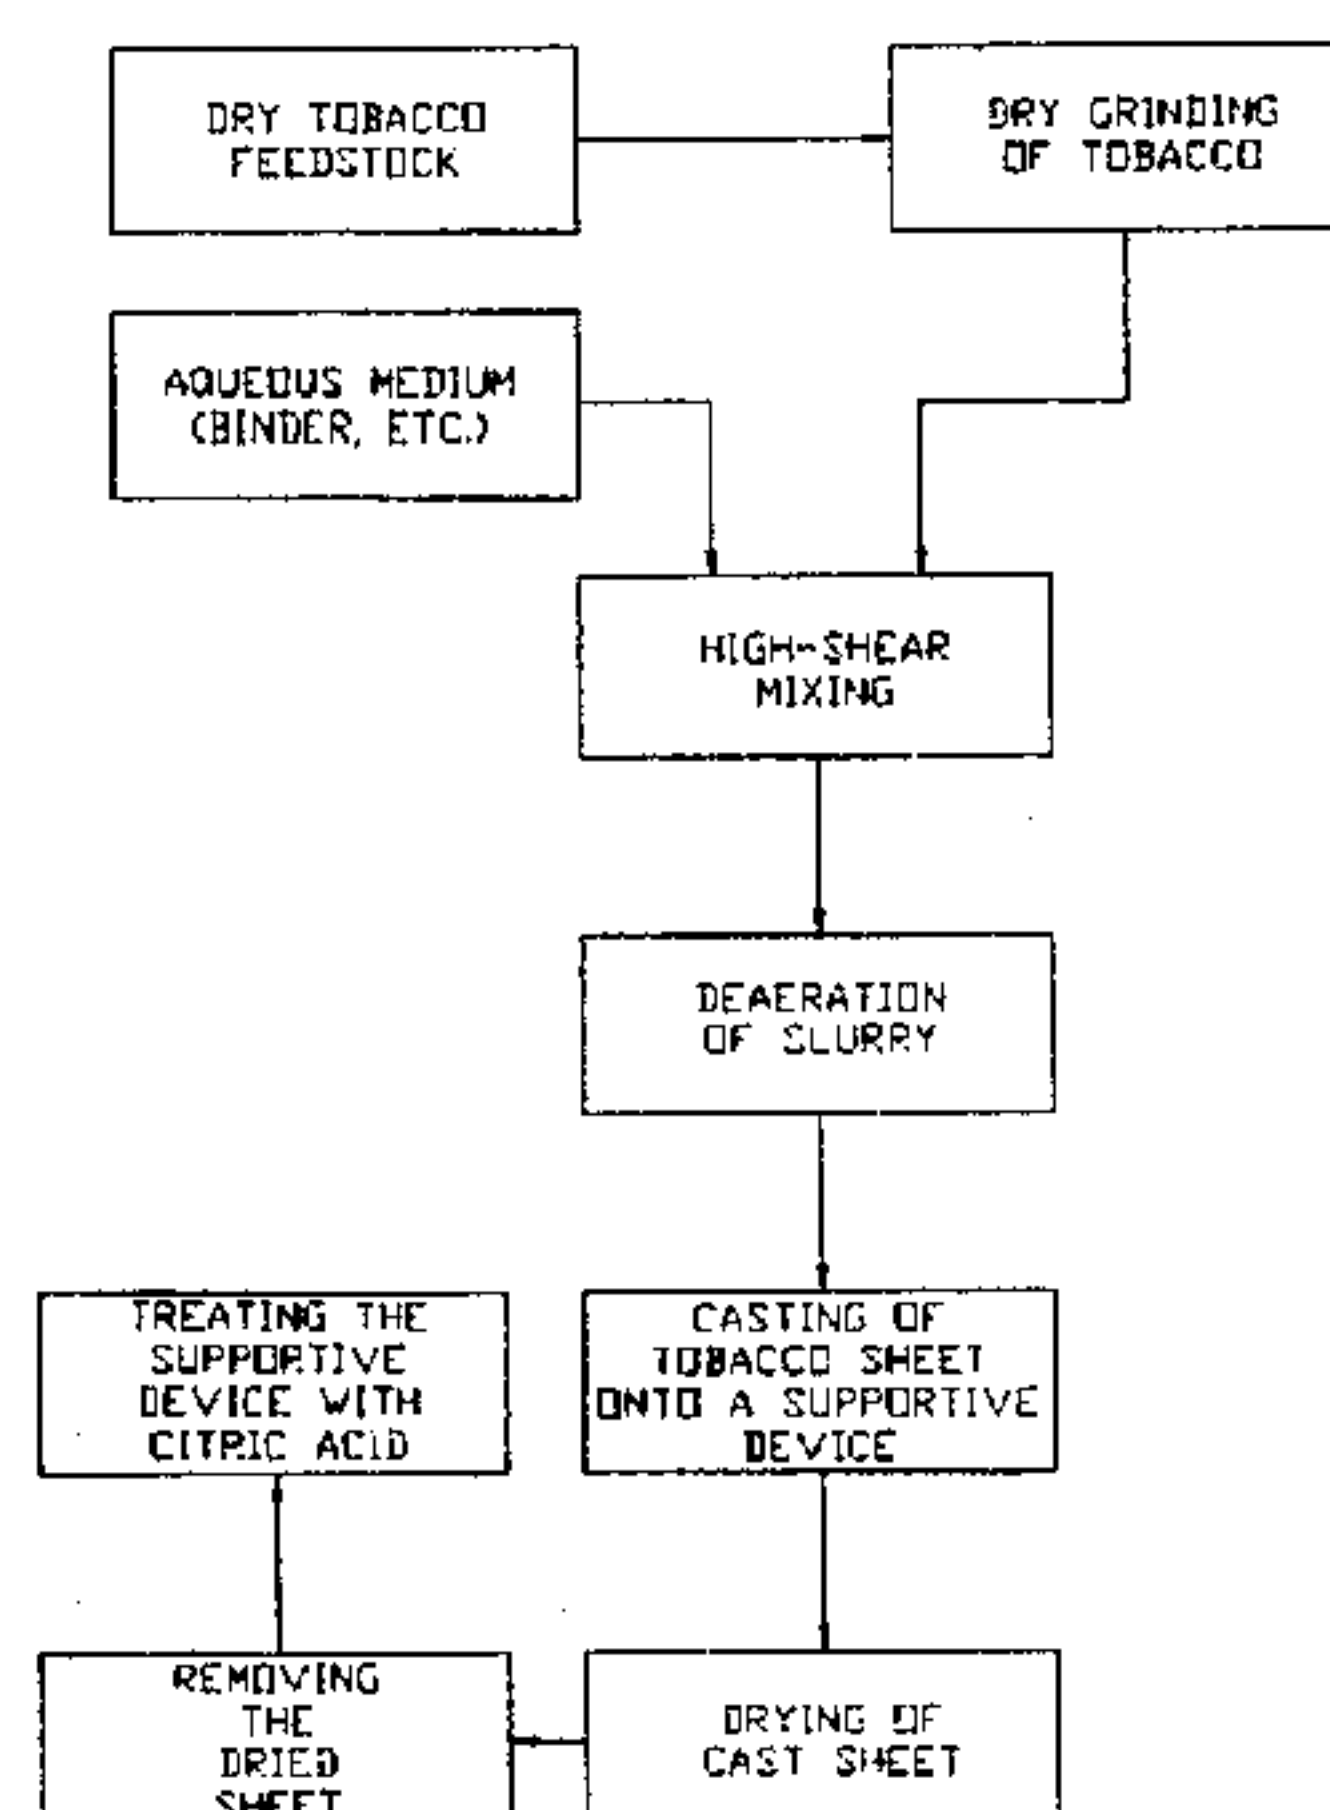 DRY TOBACCO
FEEDSTOCK
DRY GRINDING
OF TOBACCO
AQUEOUS MEDIUM
(BINDER, ETC.)
HIGH-SHEAR
MIXING
DEAERATION
OF SLURRY
TREATING THE
SUPPORTIVE
DEVICE WITH
CITRIC ACID
CASTING OF
TOBACCO SHEET
ONTO A SUPPORTIVE
DEVICE
REMOVING
THE
DRIED
SHEET
DRYING OF
CAST SHEET